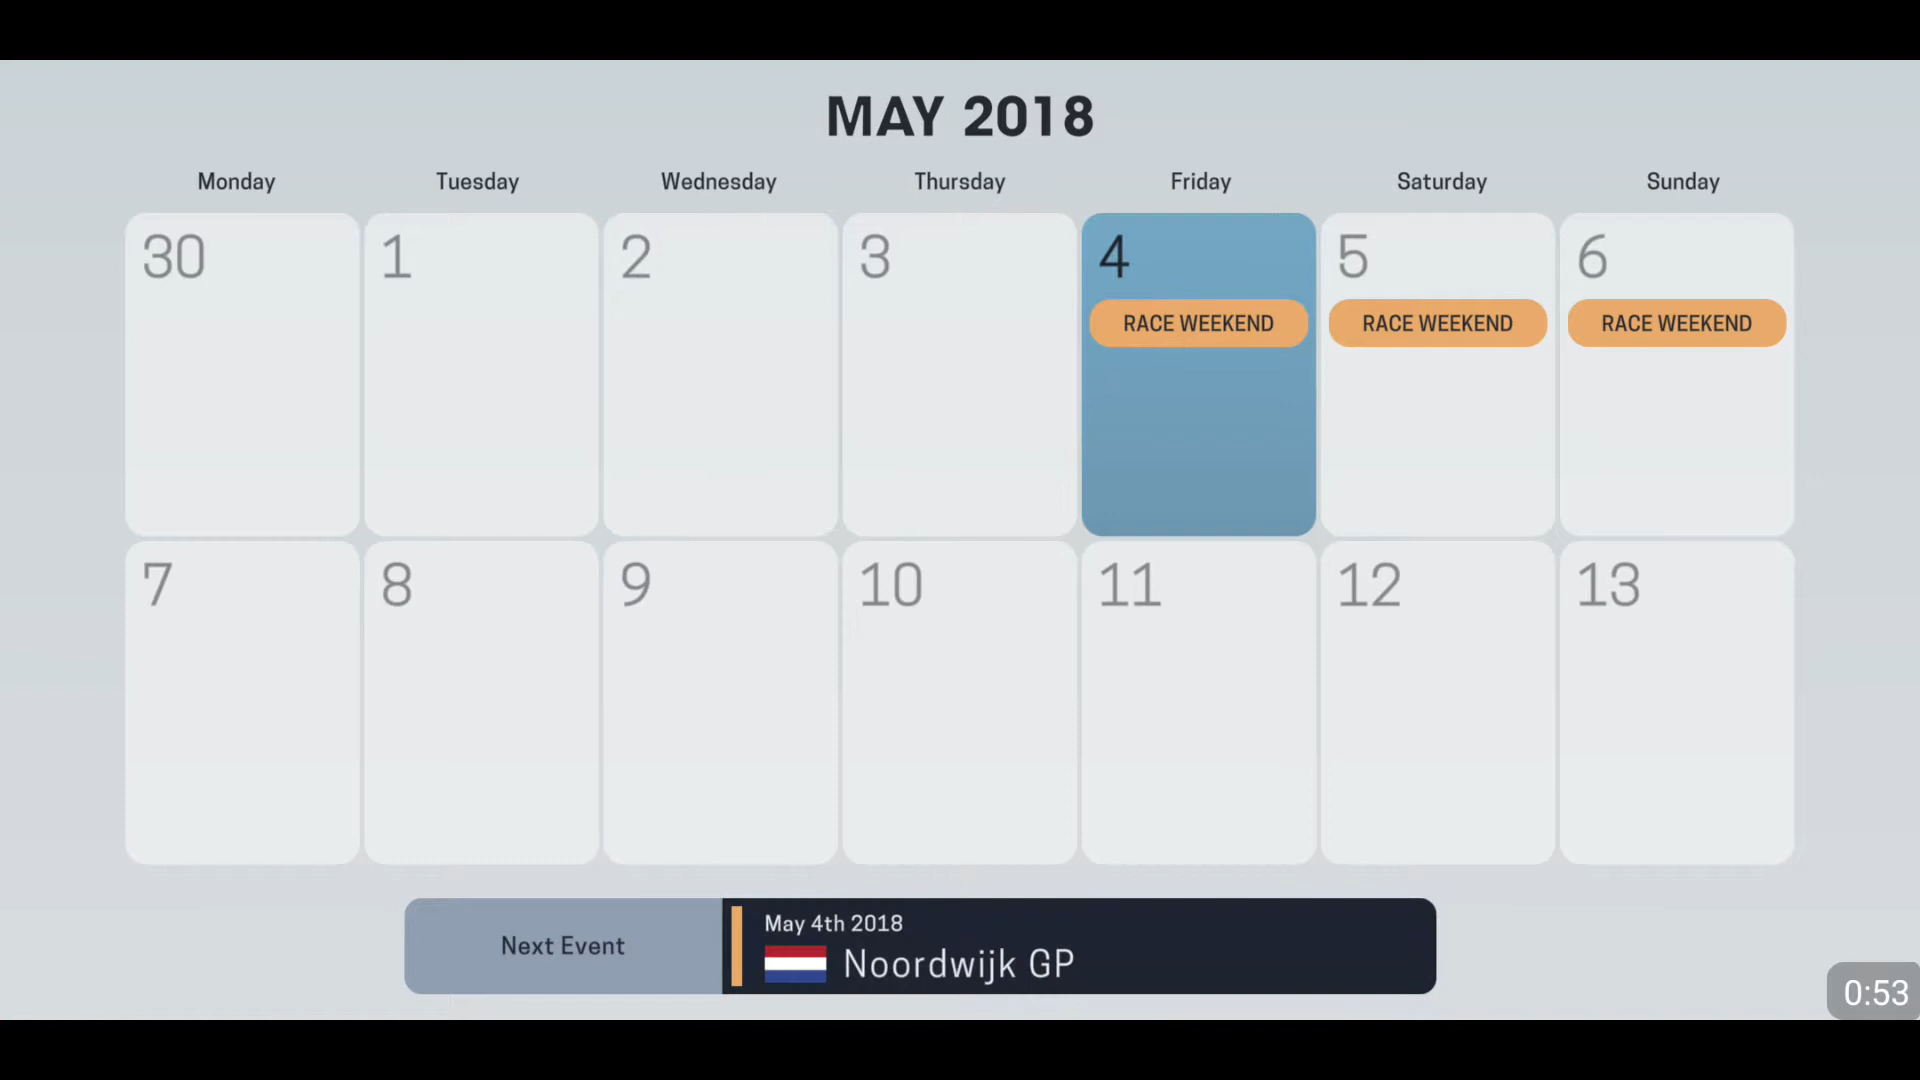 MAY 2018
Monday Tuesday Wednesday Thursday Friday Saturday Sunday
30 1 2 3 4 5 6
RACE WEEKEND RACE WEEKEND RACE WEEKEND
7 8 9 10 11 12 13
May 4th 2018
Next Event
Noordwijk GP
0:53